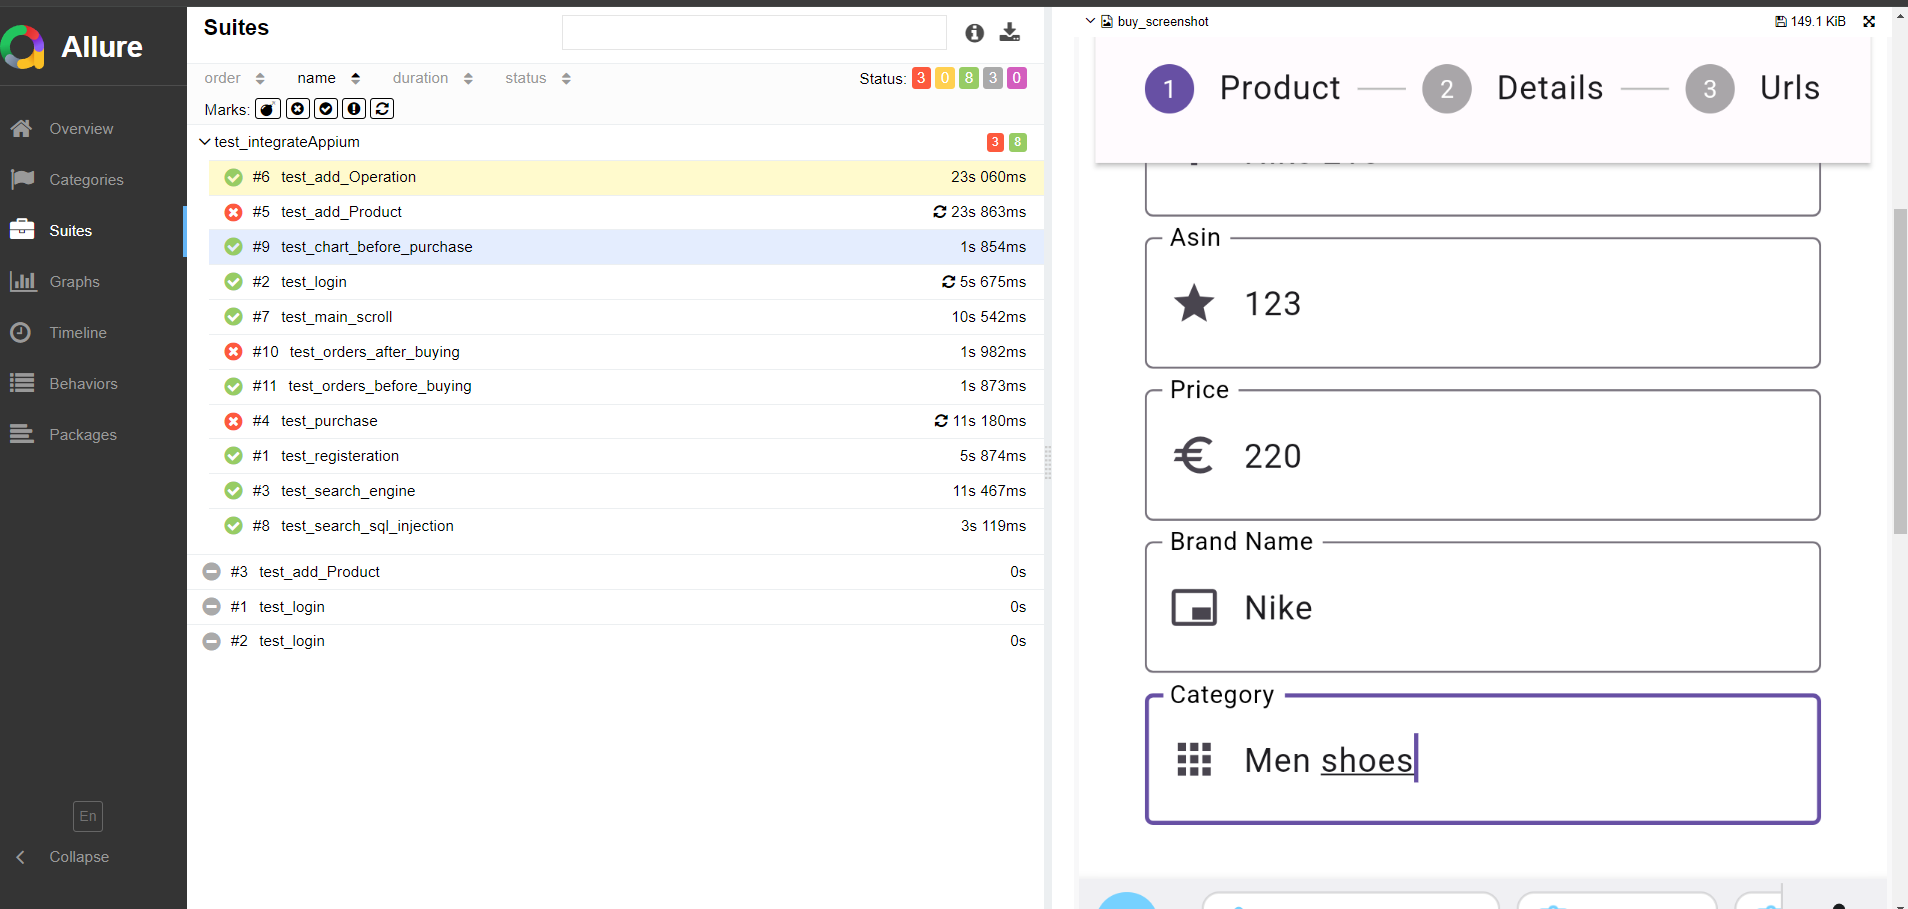 Allure
Overview
Categories
Suites
Graphs
Timeline
Behaviors
Packages
En
Collapse
Suites
order name duration status
Status: 3 0 8 3 0
Marks:
test_integrateAppium 3 8
#6 test_add_Operation 23s 060ms
#5 test_add_Product 23s 863ms
#9 test_chart_before_purchase 1s 854ms
#2 test_login 5s 675ms
#7 test_main_scroll 10s 542ms
#10 test_orders_after_buying 1s 982ms
#11 test_orders_before_buying 1s 873ms
#4 test_purchase 11s 180ms
#1 test_registeration 5s 874ms
#3 test_search_engine 11s 467ms
#8 test_search_sql_injection 3s 119ms
#3 test_add_Product 0s
#1 test_login 0s
#2 test_login 0s
buy_screenshot 149.1 KiB
1 Product 2 Details 3 Urls
Asin
123
Price
€ 220
Brand Name
Nike
Category
Men shoes